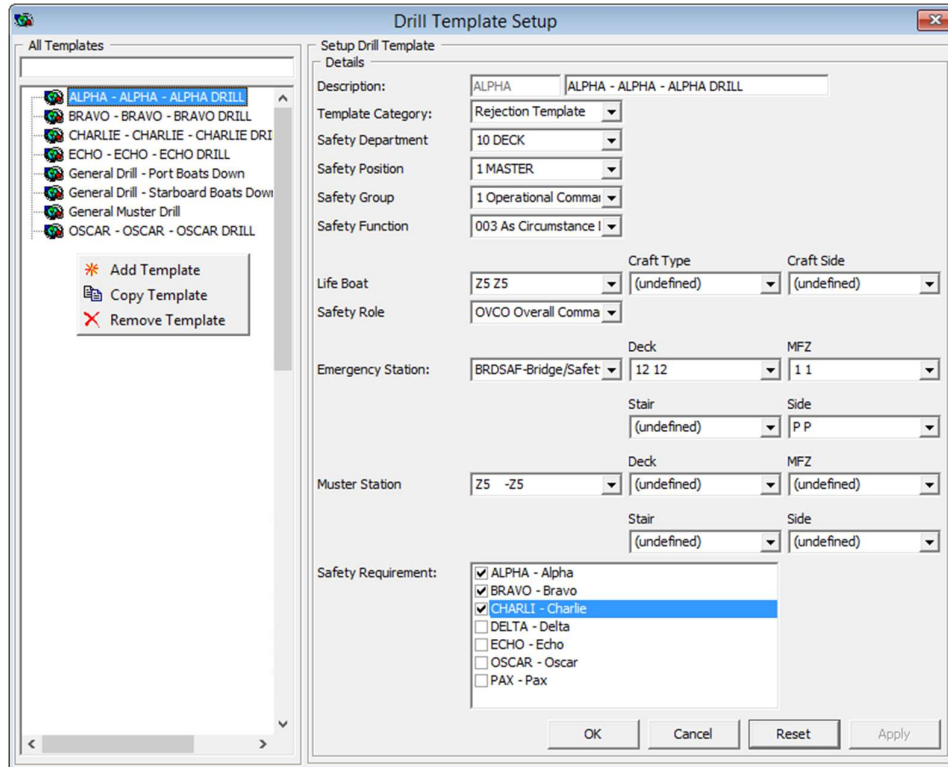 Drill Template Setup
All Templates
ALPHA - ALPHA - ALPHA DRILL
BRAVO - BRAVO - BRAVO DRILL
CHARLIE - CHARLIE - CHARLIE DRI
ECHO - ECHO - ECHO DRILL
General Drill - Port Boats Down
General Drill - Starboard Boats Down
General Muster Drill
OSCAR - OSCAR - OSCAR DRILL
Add Template
Copy Template
Remove Template
Setup Drill Template
Details
Description: ALPHA ALPHA - ALPHA - ALPHA DRILL
Template Category: Rejection Template
Safety Department 10 DECK
Safety Position 1 MASTER
Safety Group 1 Operational Comma
Safety Function 003 As Circumstance
Craft Type Craft Side
Life Boat Z5 Z5 (undefined) (undefined)
Safety Role OVCO Overall Comma
Deck MFZ
Emergency Station: BRDSAF-Bridge/Safet 12 12 1 1
Stair Side
(undefined) P P
Deck MFZ
Muster Station Z5 -Z5 (undefined) (undefined)
Stair Side
(undefined) (undefined)
Safety Requirement: ALPHA - Alpha
BRAVO - Bravo
CHARLI - Charlie
DELTA - Delta
ECHO - Echo
OSCAR - Oscar
PAX - Pax
OK Cancel Reset Apply